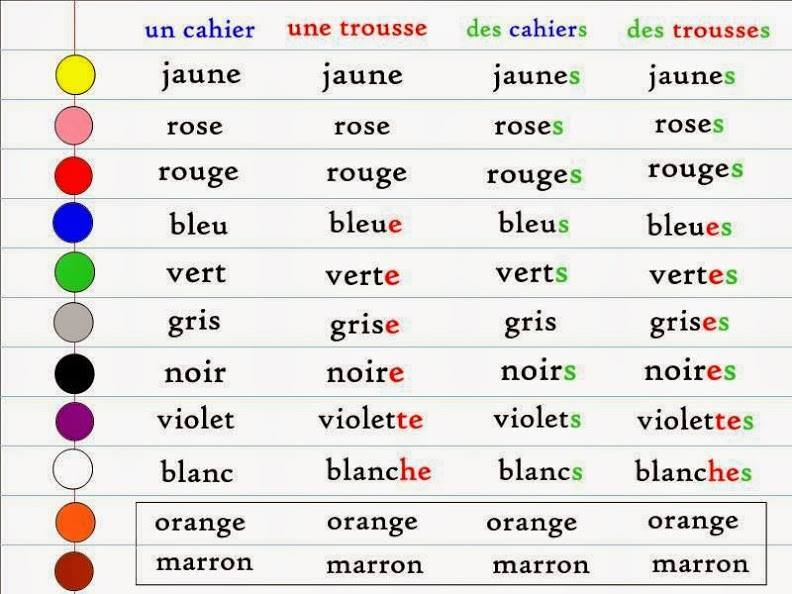 un cahier une trousse des cahiers des trousses
jaune jaune jaunes jaunes
rose rose roses roses
rouge rouge rouges rouges
bleu bleue bleus bleues
vert verte verts vertes
gris grise gris grises
noir noire noirs noires
violet violette violets violettes
blanc blanche blancs blanches
orange orange orange orange
marron marron marron marron